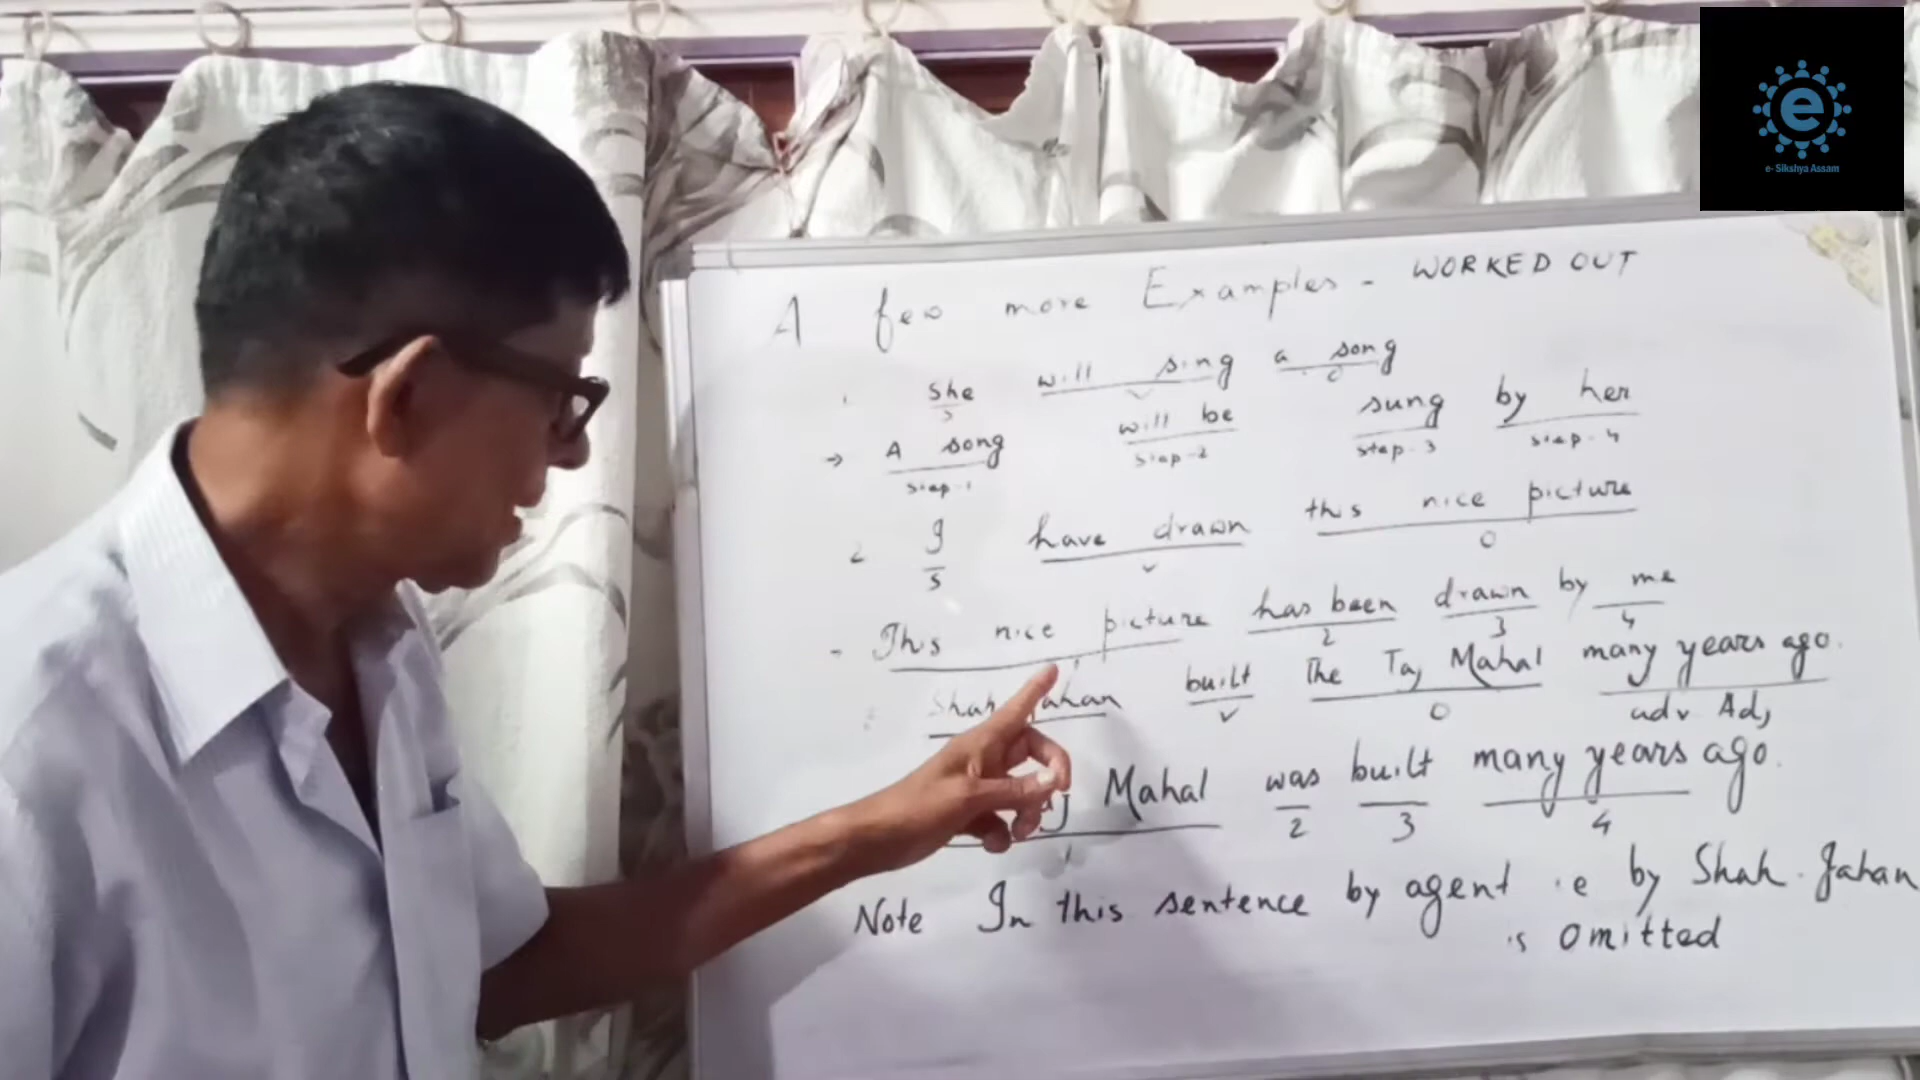 e
e- Sikshya Assam
A few more Examples - WORKED OUT
She will sing a song
S V O
→ A song will be sung by her
Step-1 Step-2 Step-3 Step-4
2 I have drawn this nice picture
S V O
- This nice picture has been drawn by me
2 3 4
Shah Jahan built The Taj Mahal many years ago.
V O adv Adj
Mahal was built many years ago.
1 2 3 4
Note In this sentence by agent i.e by Shah Jahan
is omitted